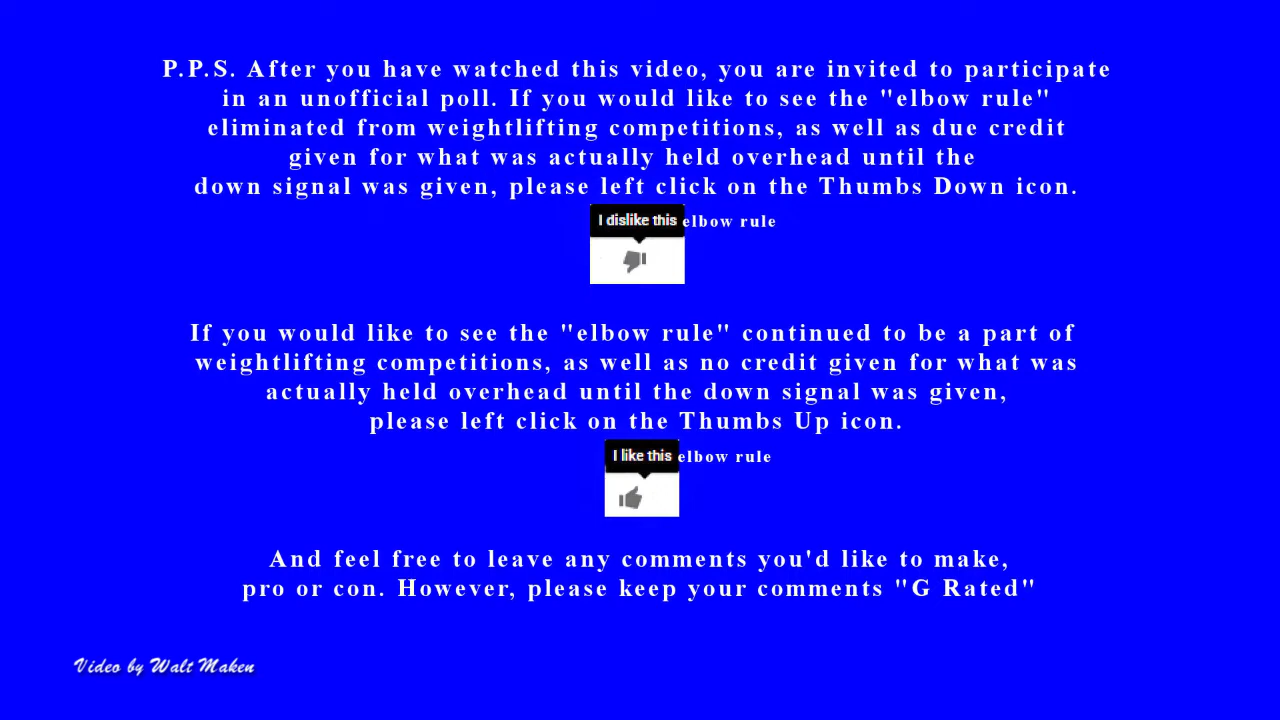 P.P.S. After you have watched this video, you are invited to participate
in an unofficial poll. If you would like to see the "elbow rule"
eliminated from weightlifting competitions, as well as due credit
given for what was actually held overhead until the
down signal was given, please left click on the Thumbs Down icon.
I dislike this elbow rule
If you would like to see the "elbow rule" continued to be a part of
weightlifting competitions, as well as no credit given for what was
actually held overhead until the down signal was given,
please left click on the Thumbs Up icon.
I like this elbow rule
And feel free to leave any comments you'd like to make,
pro or con. However, please keep your comments "G Rated"
Video by Walt Maken